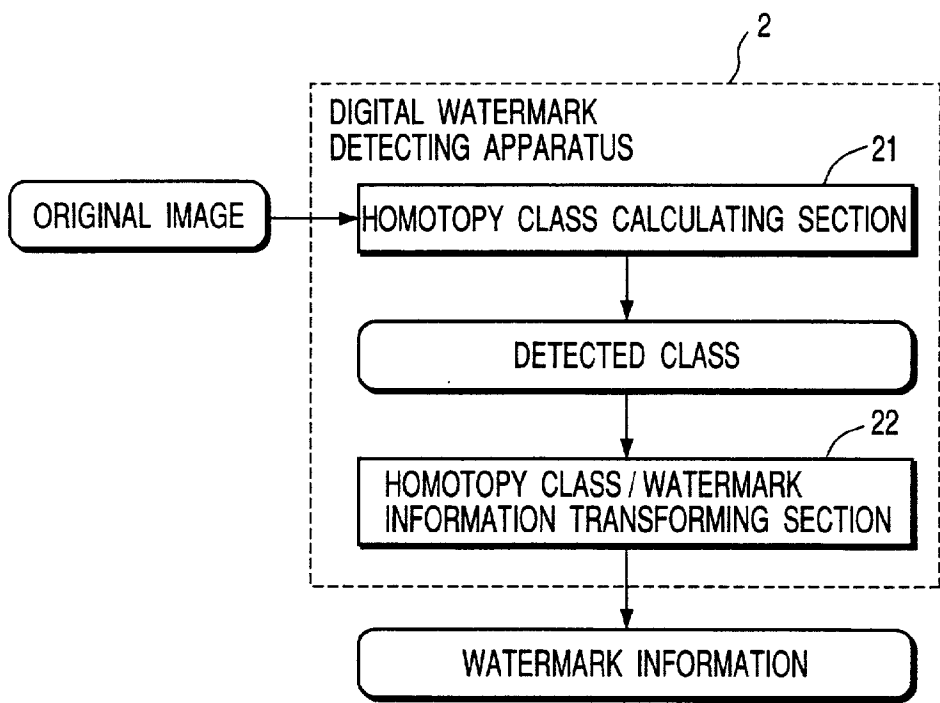 2
DIGITAL WATERMARK
DETECTING APPARATUS
21
ORIGINAL IMAGE
HOMOTOPY CLASS CALCULATING SECTION
DETECTED CLASS
22
HOMOTOPY CLASS / WATERMARK
INFORMATION TRANSFORMING SECTION
WATERMARK INFORMATION